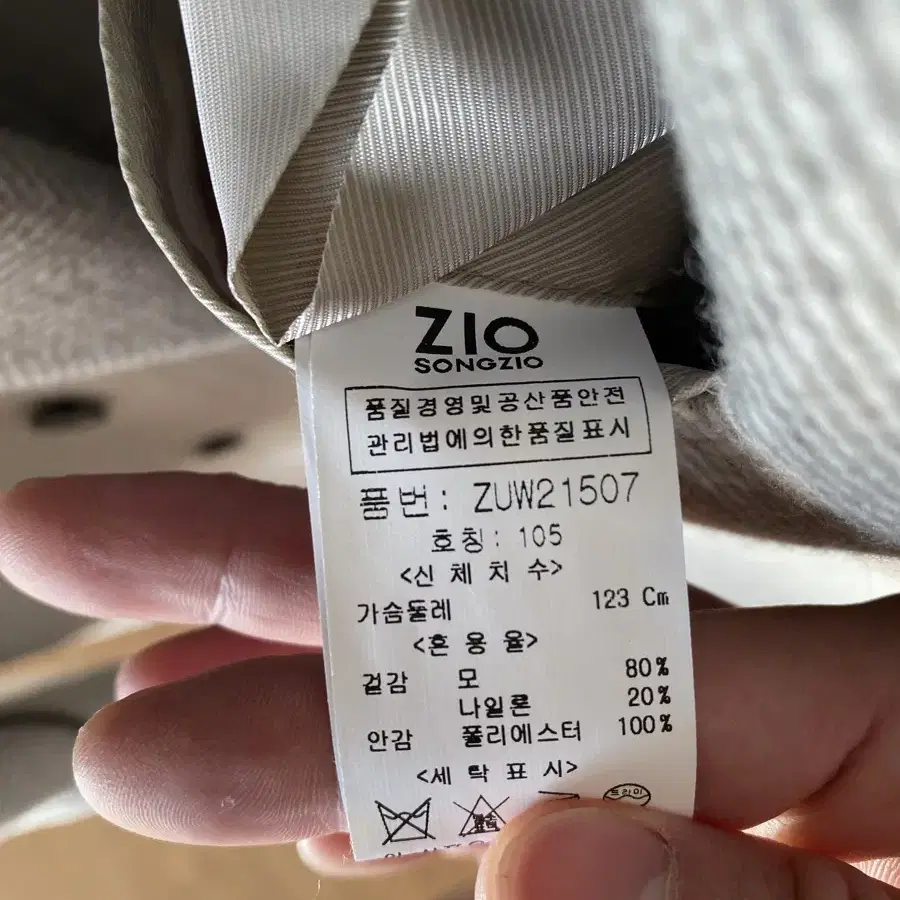 ZIO
SONGZIO
품질경영및공산품안전
관리법에의한품질표시
품번: ZUW21507
호칭: 105
<신체치수>
가슴둘레 123 Cm
<혼용율>
겉감 모 80%
나일론 20%
안감 폴리에스터 100%
<세탁표시>
드라이